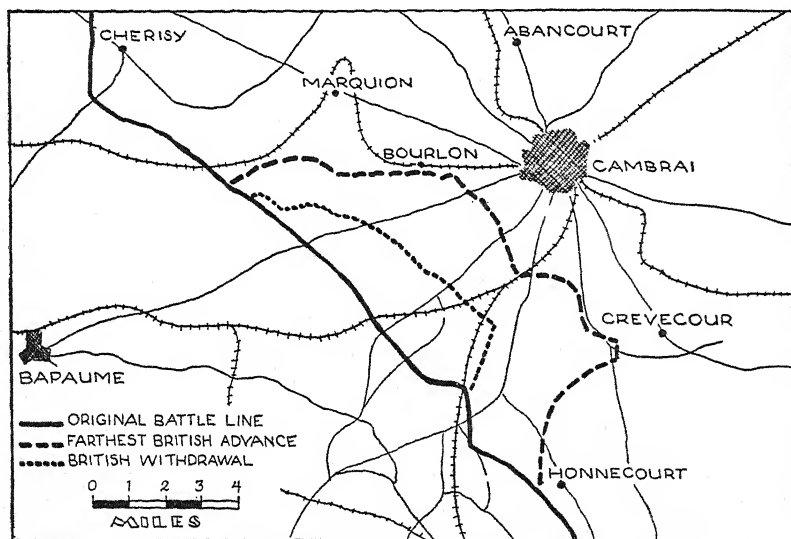 CHERISY
ABANCOURT
MARQUION
BOURLON
CAMBRAI
CREVECOUR
BAPAUME
ORIGINAL BATTLE LINE
FARTHEST BRITISH ADVANCE
BRITISH WITHDRAWAL
HONNECOURT
0 1 2 3 4
MILES